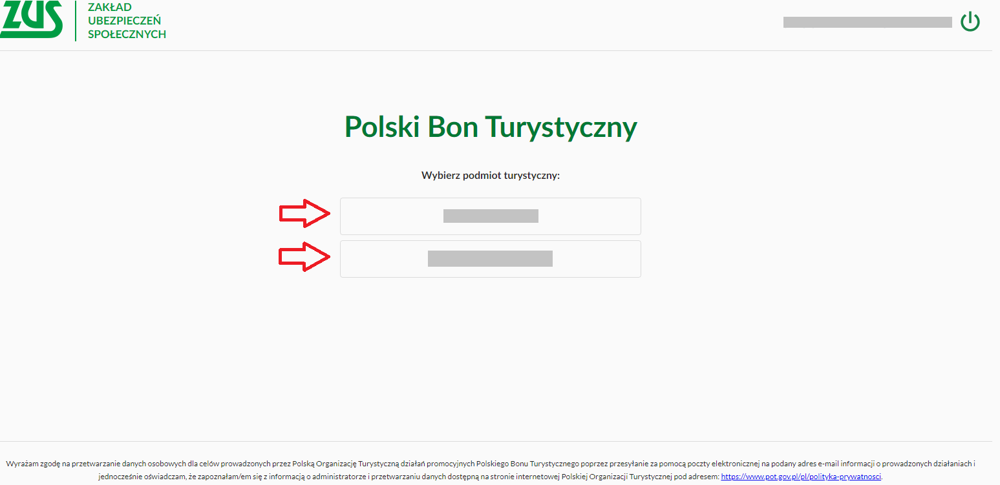 ZUS
ZAKŁAD
UBEZPIECZEŃ
SPOŁECZNYCH
Polski Bon Turystyczny
Wybierz podmiot turystyczny:
Wyrażam zgodę na przetwarzanie danych osobowych dla celów prowadzonych przez Polską Organizację Turystyczną działań promocyjnych Polskiego Bonu Turystycznego poprzez przesyłanie za pomocą poczty elektronicznej na podany adres e-mail informacji o prowadzonych działaniach i
jednocześnie oświadczam, że zapoznałam/em się z informacją o administratorze i przetwarzaniu danych dostępną na stronie internetowej Polskiej Organizacji Turystycznej pod adresem: https://www.pot.gov.pl/pl/polityka-prywatnosci.